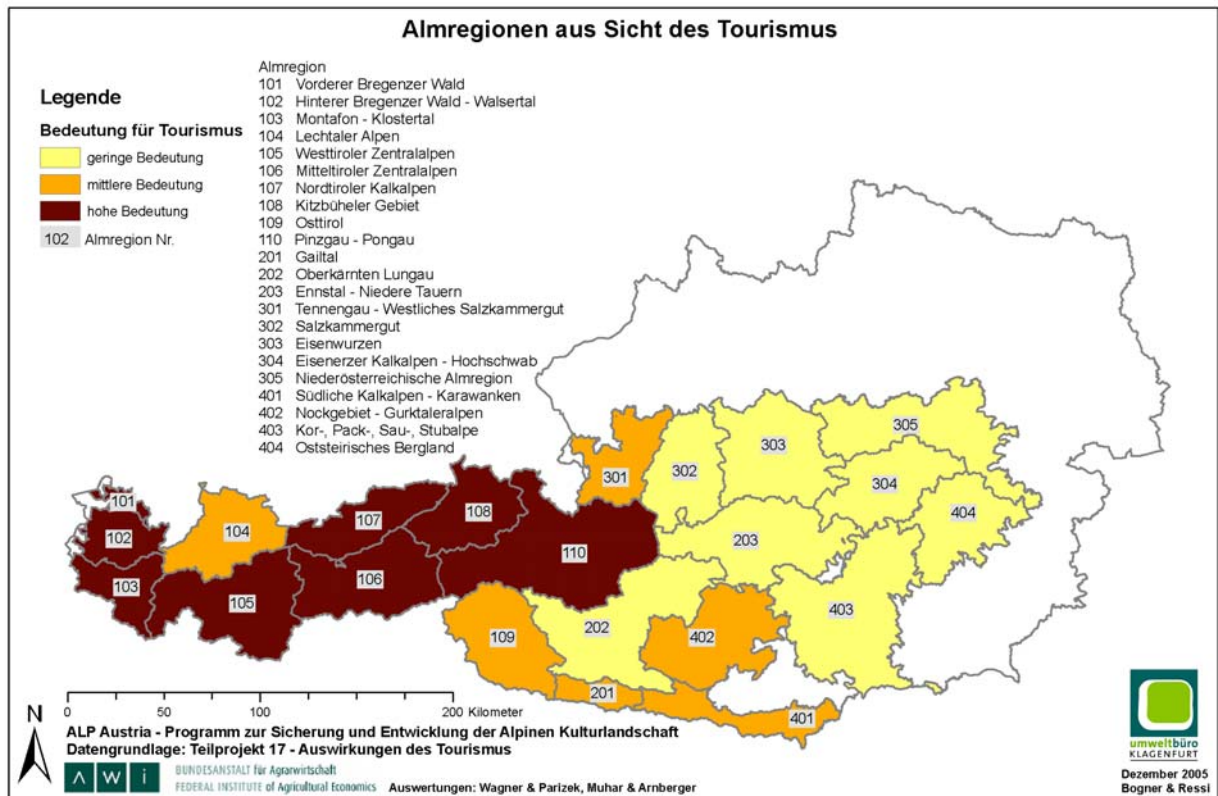 Almregionen aus Sicht des Tourismus
Legende
Bedeutung für Tourismus
geringe Bedeutung
mittlere Bedeutung
hohe Bedeutung
102 Almregion Nr.
Almregion
101 Vorderer Bregenzer Wald
102 Hinterer Bregenzer Wald - Walsertal
103 Montafon - Klostertal
104 Lechtaler Alpen
105 Westtiroler Zentralalpen
106 Mitteltiroler Zentralalpen
107 Nordtiroler Kalkalpen
108 Kitzbüheler Gebiet
109 Osttirol
110 Pinzgau - Pongau
201 Gailtal
202 Oberkärnten Lungau
203 Ennstal - Niedere Tauern
301 Tennengau - Westliches Salzkammergut
302 Salzkammergut
303 Eisenwurzen
304 Eisenerzer Kalkalpen - Hochschwab
305 Niederösterreichische Almregion
401 Südliche Kalkalpen - Karawanken
402 Nockgebiet - Gurktaleralpen
403 Kor-, Pack-, Sau-, Stubalpe
404 Oststeirisches Bergland
305
303
301
302
304
101
108
404
107
104
102
203
110
106
103
105
403
202
402
109
201
401
0 50 100 200 Kilometer
N
ALP Austria - Programm zur Sicherung und Entwicklung der Alpinen Kulturlandschaft
Datengrundlage: Teilprojekt 17 - Auswirkungen des Tourismus
AWI
BUNDESANSTALT für Agrarwirtschaft
FEDERAL INSTITUTE of Agricultural Economics
Auswertungen: Wagner & Parizek, Muhar & Arnberger
umweltbüro
KLAGENFURT
Dezember 2005
Bogner & Ressi